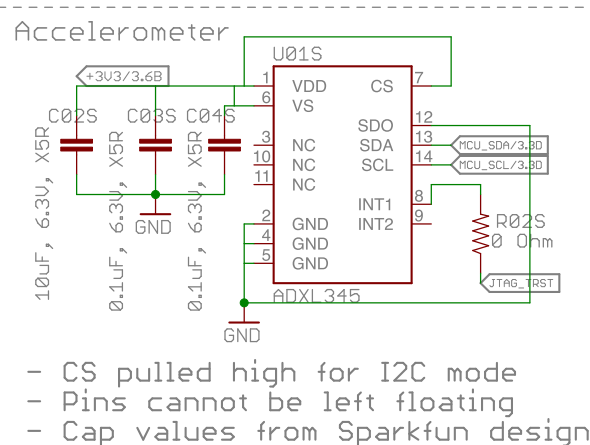 Accelerometer
U01S
+3V3/3.6B
1 VDD CS 7
6 VS
C02S C03S C04S
SDO 12
3 NC SDA 13 MCU_SDA/3.3D
10 NC SCL 14 MCU_SCL/3.3D
11 NC
10uF, 6.3V, X5R
0.1uF, 6.3V, X5R
0.1uF, 6.3V, X5R
INT1 8
2 GND INT2 9
4 GND
5 GND
R02S
0 Ohm
GND
JTAG_TRST
ADXL345
GND
- CS pulled high for I2C mode
- Pins cannot be left floating
- Cap values from Sparkfun design